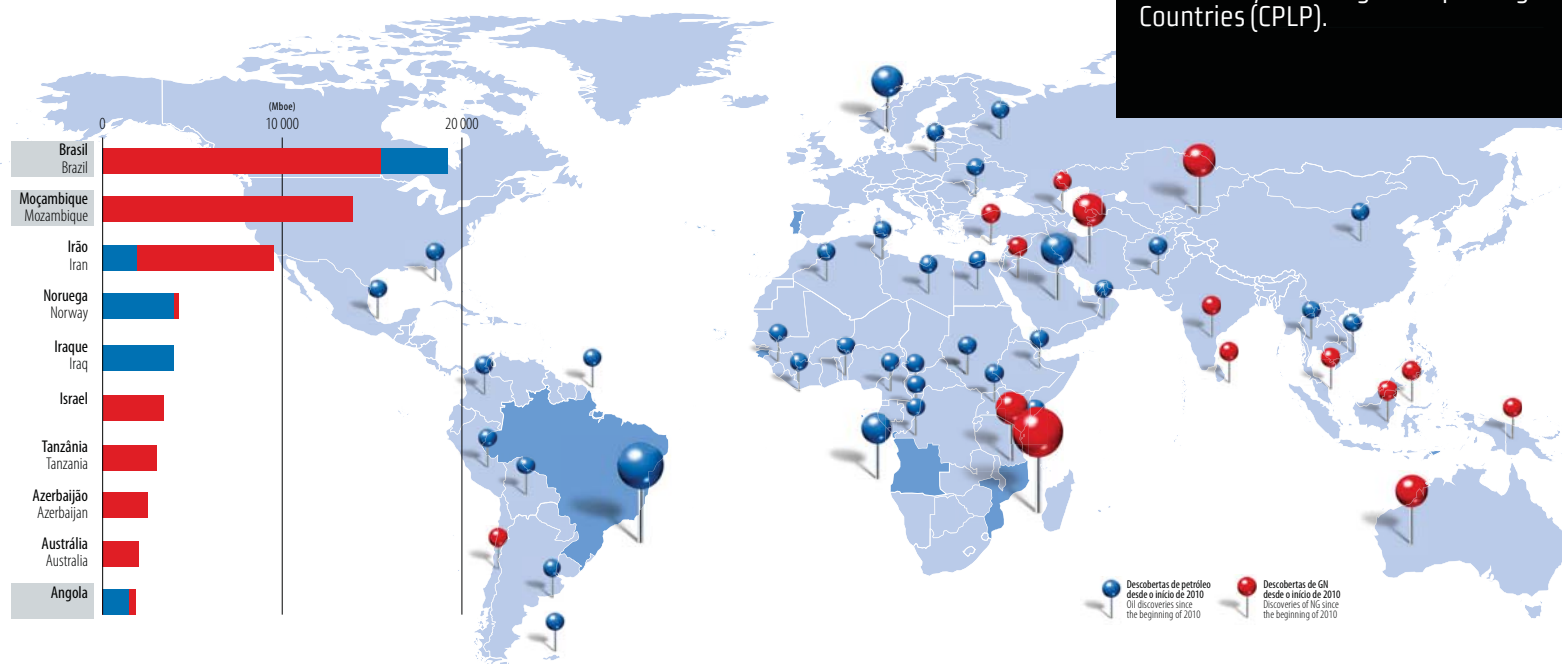 Countries (CPLP).
(Mboe)
0 10 000 20 000
Brasil
Brazil
Moçambique
Mozambique
Irão
Iran
Noruega
Norway
Iraque
Iraq
Israel
Tanzânia
Tanzania
Azerbaijão
Azerbaijan
Austrália
Australia
Angola
Descobertas de petróleo
desde o início de 2010
Oil discoveries since
the beginning of 2010
Descobertas de GN
desde o início de 2010
Discoveries of NG since
the beginning of 2010